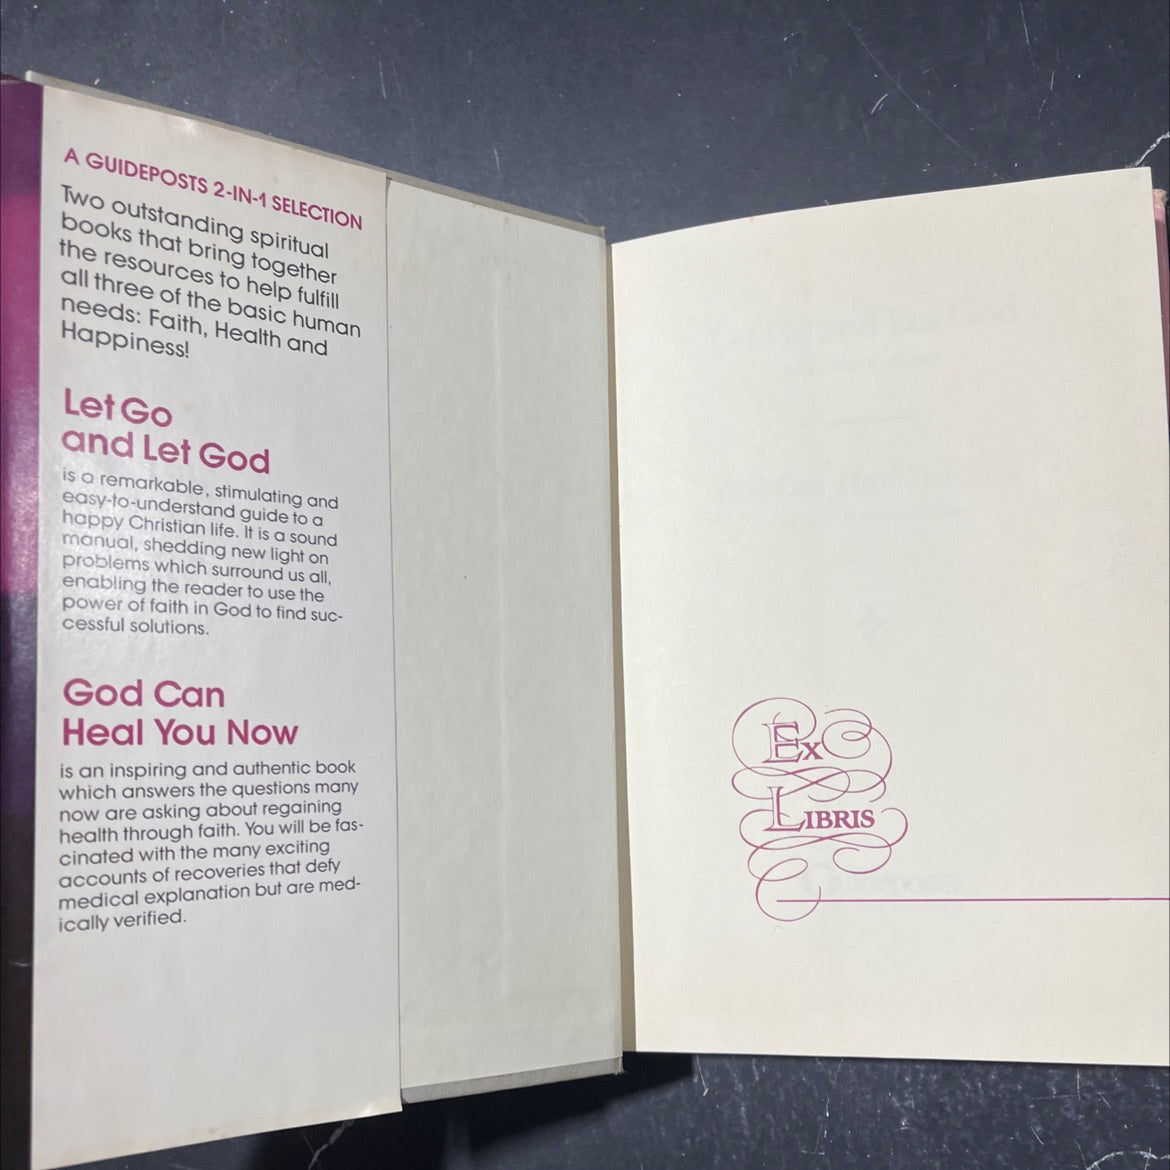 A GUIDEPOSTS 2-IN-1 SELECTION
Two outstanding spiritual
books that bring together
the resources to help fulfill
all three of the basic human
needs: Faith, Health and
Happiness!
Let Go
and Let God
is a remarkable, stimulating and
easy-to-understand guide to a
happy Christian life. It is a sound
manual, shedding new light on
problems which surround us all,
enabling the reader to use the
power of faith in God to find suc-
cessful solutions.
God Can
Heal You Now
is an inspiring and authentic book
which answers the questions many
now are asking about regaining
health through faith. You will be fas-
cinated with the many exciting
accounts of recoveries that defy
medical explanation but are med-
ically verified.
EX
LIBRIS